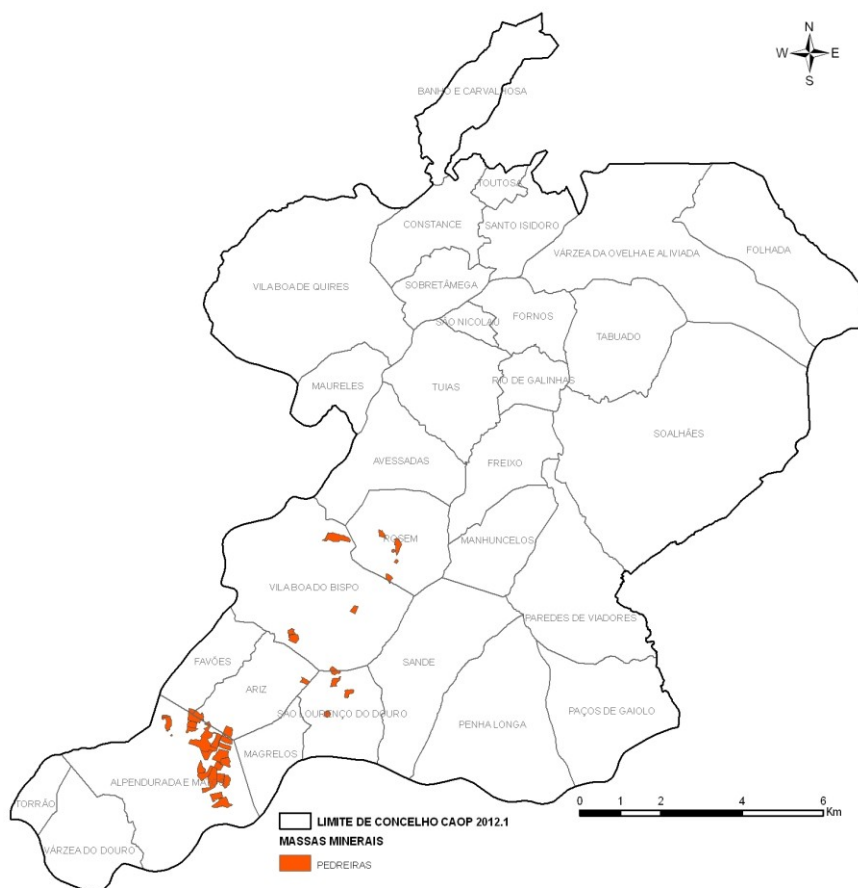 N
W E
S
BANHO E CARVALHOSA
TOUTOSA
CONSTANCE
SANTO ISIDORO
VÁRZEA DA OVELHA E ALIVIADA
FOLHADA
VILA BOA DE QUIRES
SOBRETÂMEGA
SÃO NICOLAU
FORNOS
TABUADO
MAURELES
TUIAS
RIO DE GALINHAS
SOALHÃES
AVESSADAS
FREIXO
ROSEM
MANHUNCELOS
VILA BOA DO BISPO
PAREDES DE VIADORES
FAVÕES
SANDE
ARIZ
SÃO LOURENÇO DO DOURO
PENHA LONGA
PAÇOS DE GAIOLO
MAGRELOS
ALPENDURADA E
TORRÃO
VÁRZEA DO DOURO
0 1 2 4 6
Km
LIMITE DE CONCELHO CAOP 2012.1
MASSAS MINERAIS
PEDREIRAS